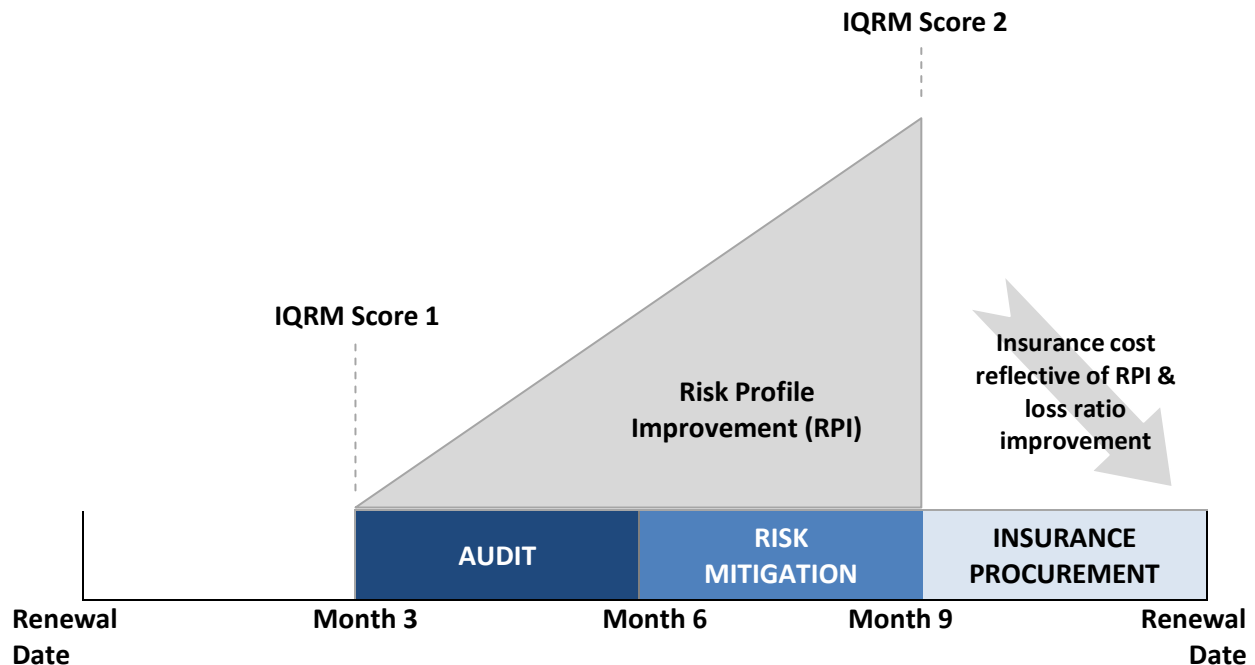 IQRM Score 2
IQRM Score 1
Risk Profile
Improvement (RPI)
Insurance cost
reflective of RPI &
loss ratio
improvement
AUDIT
RISK
MITIGATION
INSURANCE
PROCUREMENT
Renewal
Date
Month 3
Month 6
Month 9
Renewal
Date